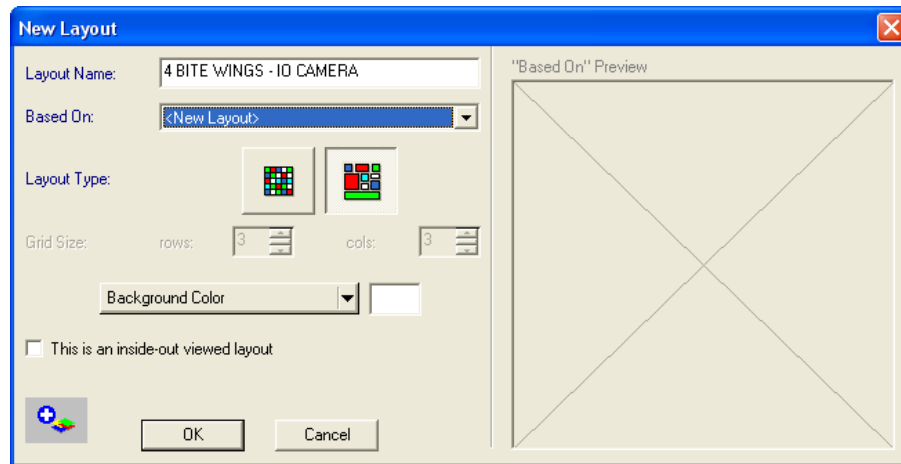 New Layout
Layout Name: 4 BITE WINGS - IO CAMERA
Based On: <New Layout>
Layout Type:
Grid Size: rows: 3 cols: 3
Background Color
This is an inside-out viewed layout
OK Cancel
"Based On" Preview